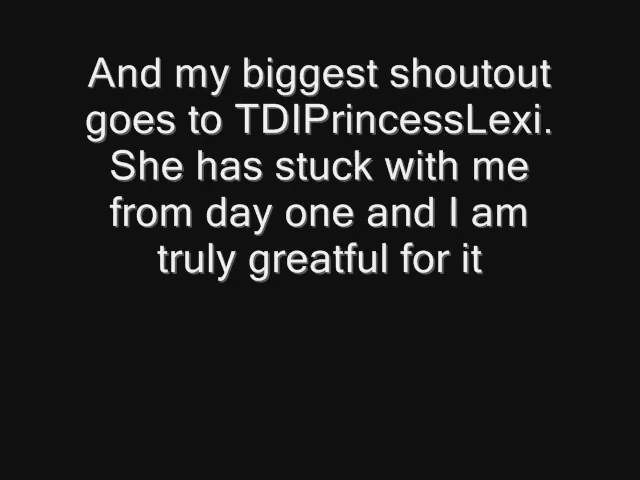 And my biggest shoutout
goes to TDIPrincessLexi.
She has stuck with me
from day one and I am
truly greatful for it